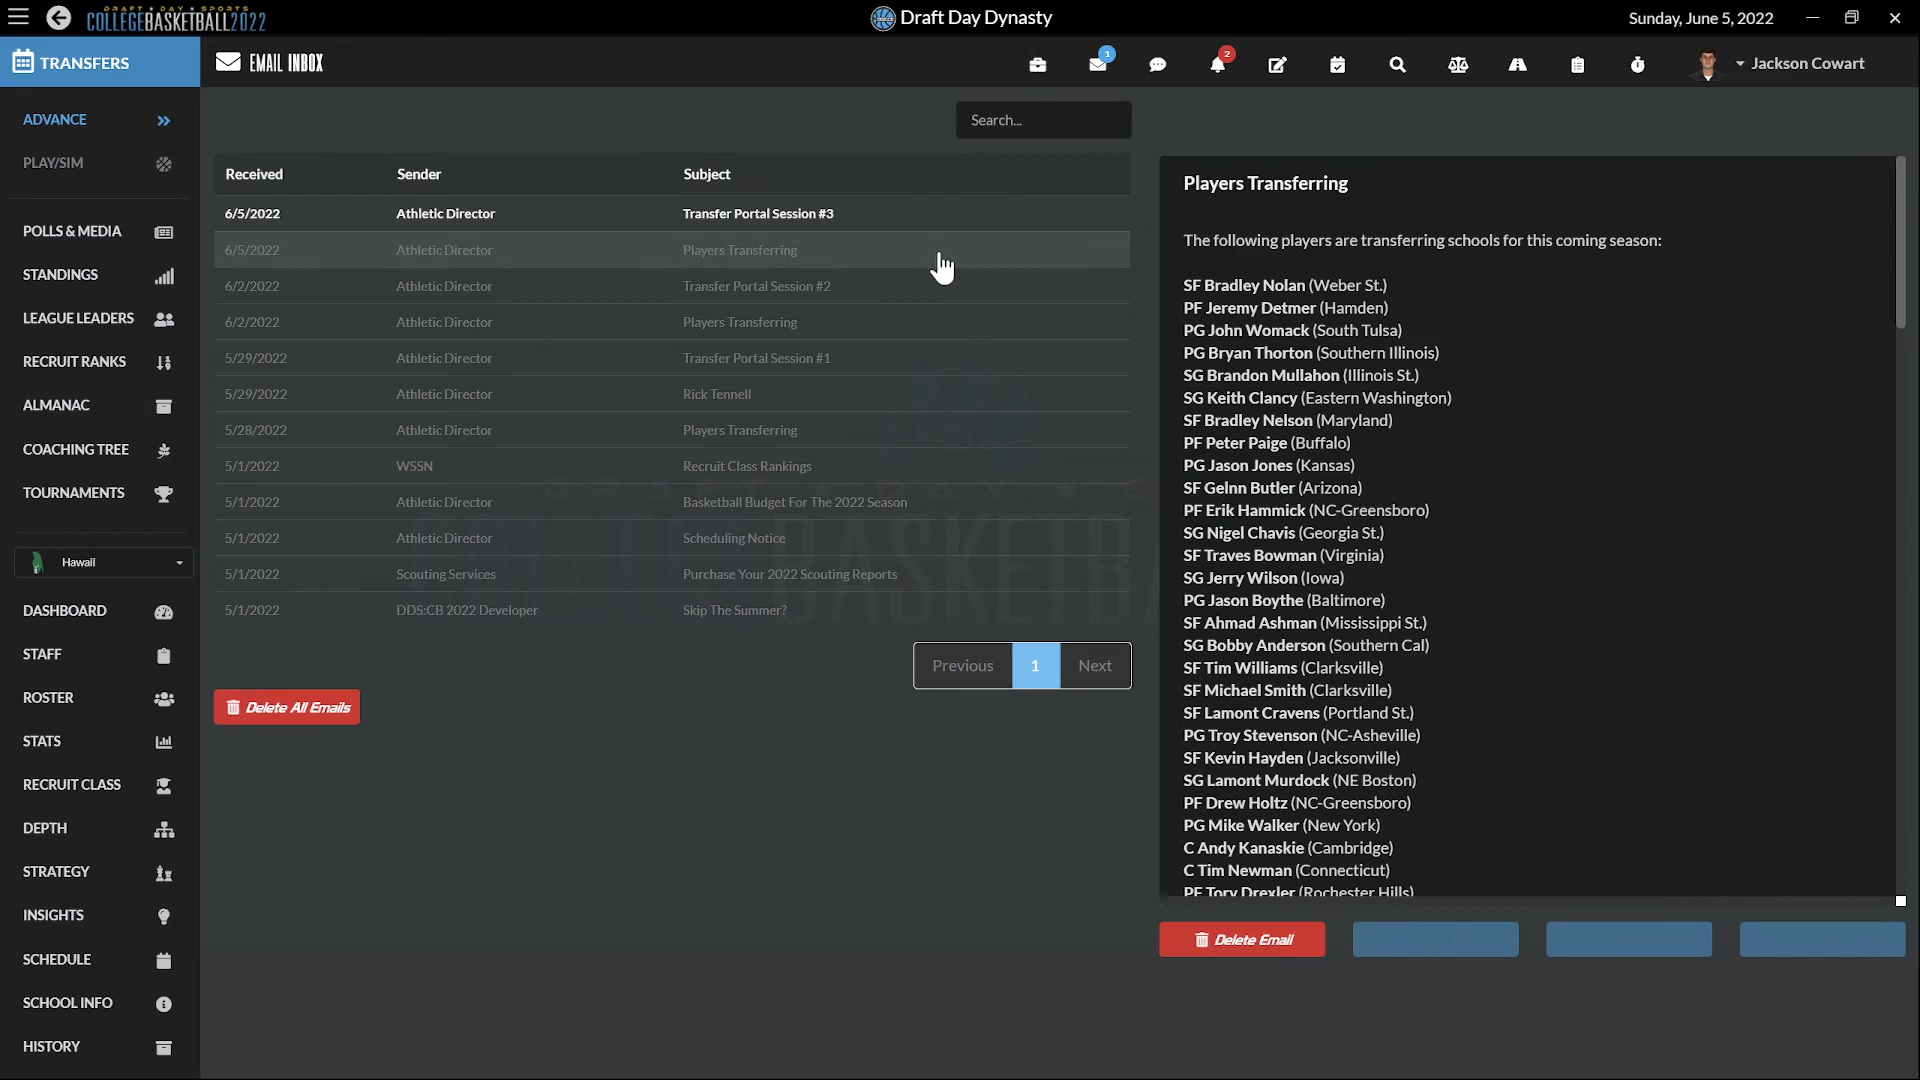 DRAFT ★ DAY ★ SPORTS
COLLEGE BASKETBALL 2022
Draft Day Dynasty
Sunday, June 5, 2022
TRANSFERS
EMAIL INBOX
1
2
Jackson Cowart
ADVANCE
PLAY/SIM
POLLS & MEDIA
STANDINGS
LEAGUE LEADERS
RECRUIT RANKS
ALMANAC
COACHING TREE
TOURNAMENTS
Hawaii
DASHBOARD
STAFF
ROSTER
STATS
RECRUIT CLASS
DEPTH
STRATEGY
INSIGHTS
SCHEDULE
SCHOOL INFO
HISTORY
Search...
Received Sender Subject
6/5/2022 Athletic Director Transfer Portal Session #3
6/5/2022 Athletic Director Players Transferring
6/2/2022 Athletic Director Transfer Portal Session #2
6/2/2022 Athletic Director Players Transferring
5/29/2022 Athletic Director Transfer Portal Session #1
5/29/2022 Athletic Director Rick Tennell
5/28/2022 Athletic Director Players Transferring
5/1/2022 WSSN Recruit Class Rankings
5/1/2022 Athletic Director Basketball Budget For The 2022 Season
5/1/2022 Athletic Director Scheduling Notice
5/1/2022 Scouting Services Purchase Your 2022 Scouting Reports
5/1/2022 DDS:CB 2022 Developer Skip The Summer?
Previous 1 Next
Delete All Emails
Players Transferring
The following players are transferring schools for this coming season:
SF Bradley Nolan (Weber St.)
PF Jeremy Detmer (Hamden)
PG John Womack (South Tulsa)
PG Bryan Thorton (Southern Illinois)
SG Brandon Mullahon (Illinois St.)
SG Keith Clancy (Eastern Washington)
SF Bradley Nelson (Maryland)
PF Peter Paige (Buffalo)
PG Jason Jones (Kansas)
SF Gelnn Butler (Arizona)
PF Erik Hammick (NC-Greensboro)
SG Nigel Chavis (Georgia St.)
SF Traves Bowman (Virginia)
SG Jerry Wilson (Iowa)
PG Jason Boythe (Baltimore)
SF Ahmad Ashman (Mississippi St.)
SG Bobby Anderson (Southern Cal)
SF Tim Williams (Clarksville)
SF Michael Smith (Clarksville)
SF Lamont Cravens (Portland St.)
PG Troy Stevenson (NC-Asheville)
SF Kevin Hayden (Jacksonville)
SG Lamont Murdock (NE Boston)
PF Drew Holtz (NC-Greensboro)
PG Mike Walker (New York)
C Andy Kanaskie (Cambridge)
C Tim Newman (Connecticut)
PF Tory Drexler (Rochester Hills)
Delete Email